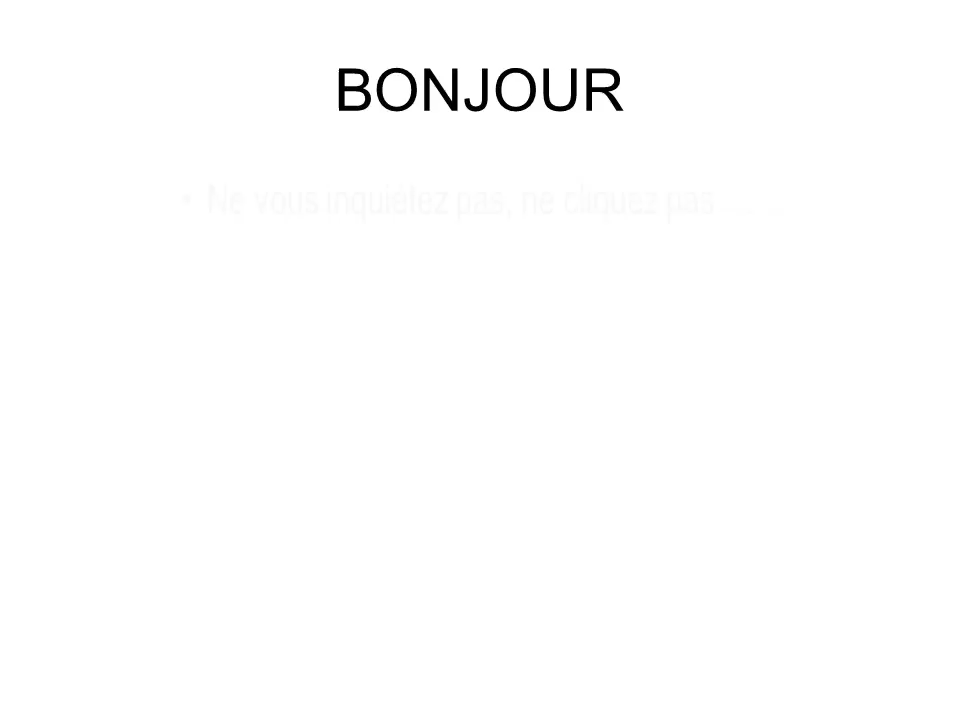 BONJOUR
• Ne vous inquiétez pas, ne cliquez pas.......